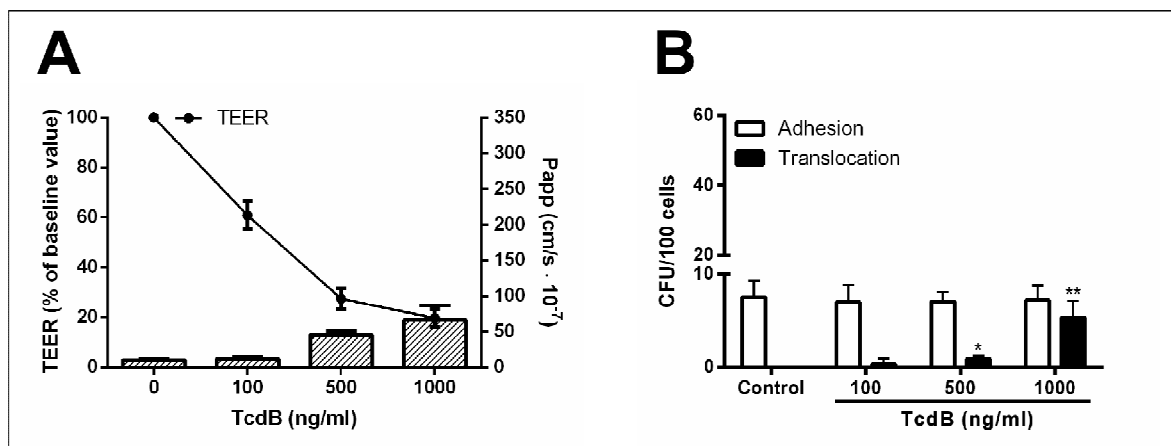 A
TEER (% of baseline value)
100
80
60
40
20
0
TEER
350
300
250
200
150
100
50
0
Papp (cm/s · 10-7)
0 100 500 1000
TcdB (ng/ml)
B
CFU/100 cells
60
40
20
10
0
Adhesion
Translocation
*
**
Control 100 500 1000
TcdB (ng/ml)